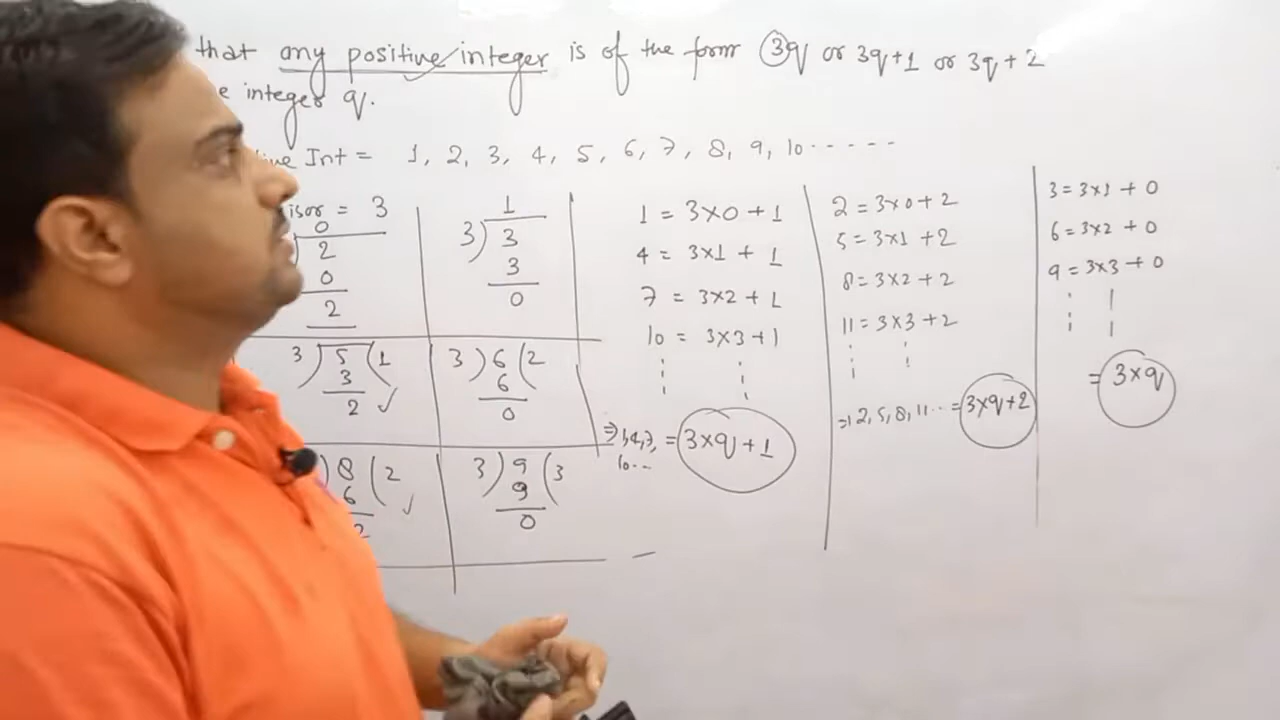 that any positive integer is of the form 3q or 3q+1 or 3q+2
integer q.
Int = 1, 2, 3, 4, 5, 6, 7, 8, 9, 10-----
= 3
0
2
0
2
1
3) 3
3
0
3) 5 (1
3
2 ✓
3) 6 (2
6
0
) 8 (2
6 ✓
2
3) 9 (3
9
0
1 = 3×0+1
4 = 3×1 + 1
7 = 3×2+1
10 = 3×3+1
⇒ 1,4,7, = 3×q+1
10--
2 = 3×0+2
5 = 3×1 +2
8 = 3×2 +2
11 = 3×3 +2
⇒ 2, 5, 8, 11-- = 3×q+2
3 = 3×1 + 0
6 = 3×2 + 0
9 = 3×3 + 0
= 3×q